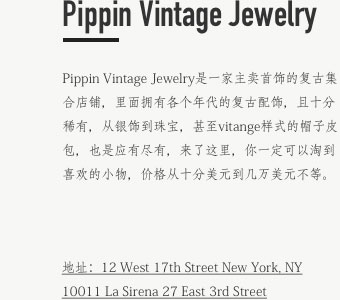 Pippin Vintage Jewelry
Pippin Vintage Jewelry是一家主卖首饰的复古集
合店铺，里面拥有各个年代的复古配饰，且十分
稀有，从银饰到珠宝，甚至vitange样式的帽子皮
包，也是应有尽有，来了这里，你一定可以淘到
喜欢的小物，价格从十分美元到几万美元不等。
地址：12 West 17th Street New York, NY
10011 La Sirena 27 East 3rd Street